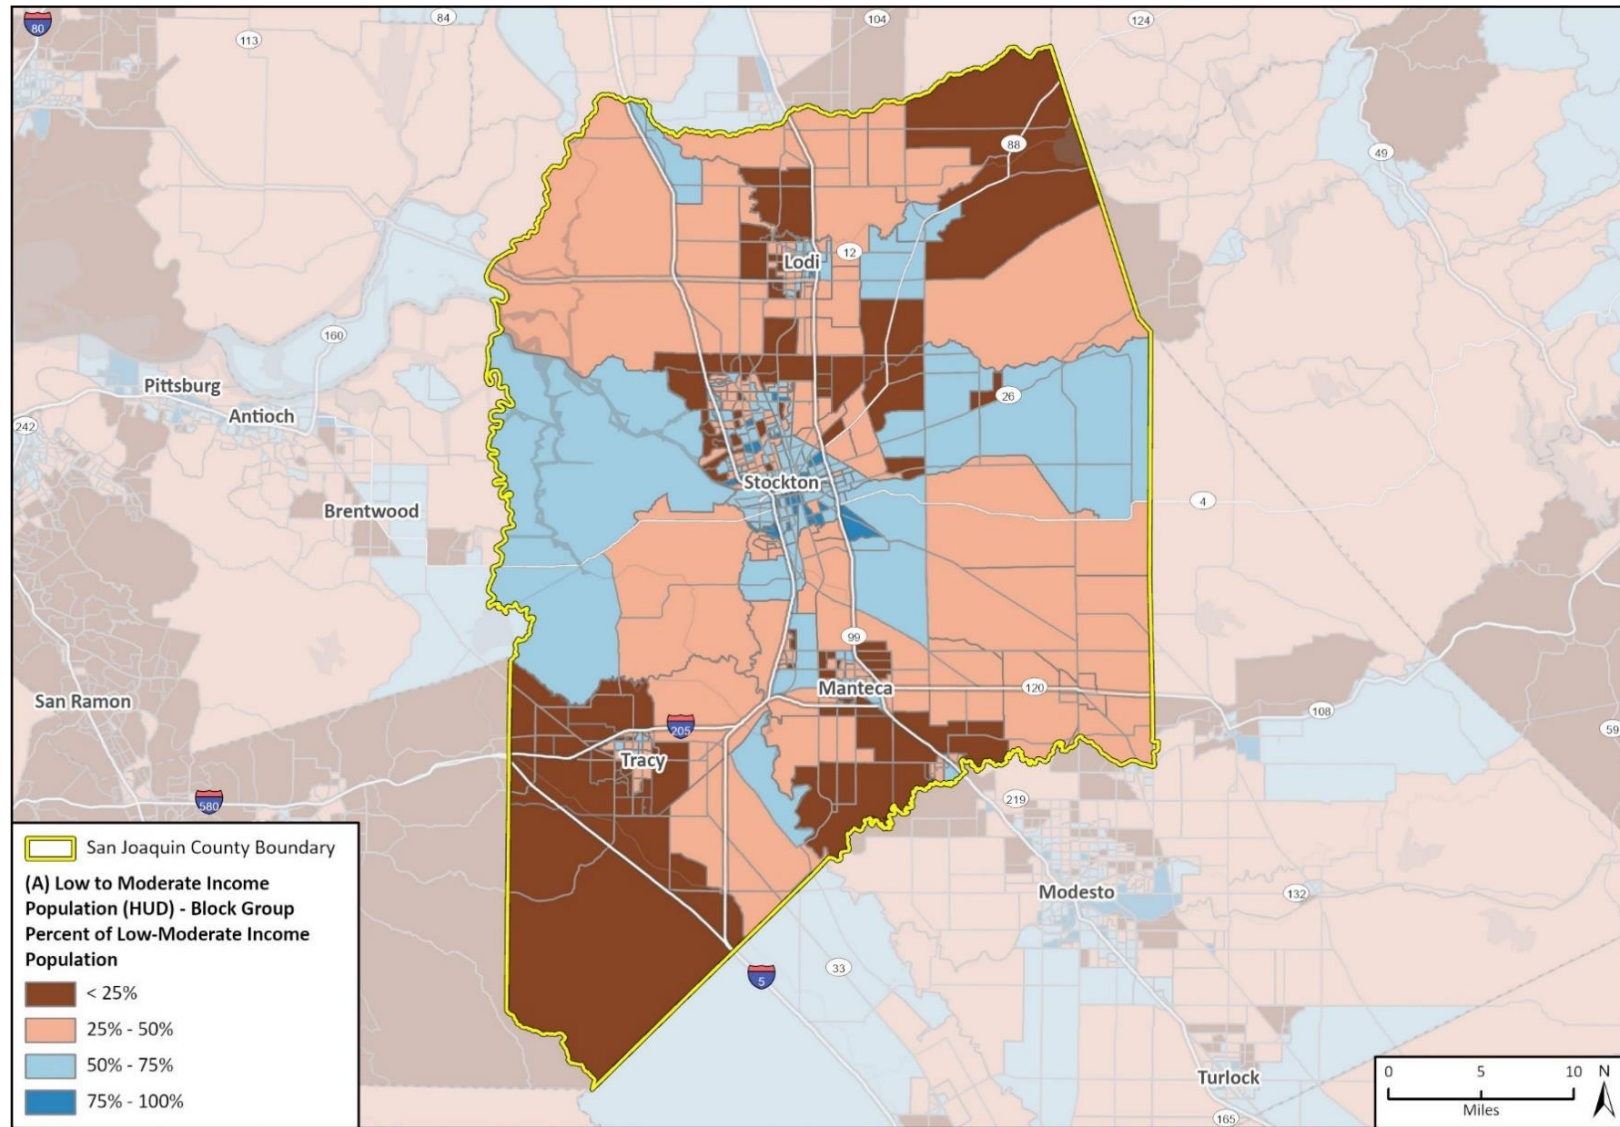 80
84
104
124
113
88
49
12
Lodi
160
Pittsburg
Antioch
26
242
Stockton
4
Brentwood
99
Manteca
120
San Ramon
108
59
205
Tracy
580
219
Modesto
132
33
5
Turlock
165
San Joaquin County Boundary
(A) Low to Moderate Income
Population (HUD) - Block Group
Percent of Low-Moderate Income
Population
< 25%
25% - 50%
50% - 75%
75% - 100%
0 5 10 N
Miles